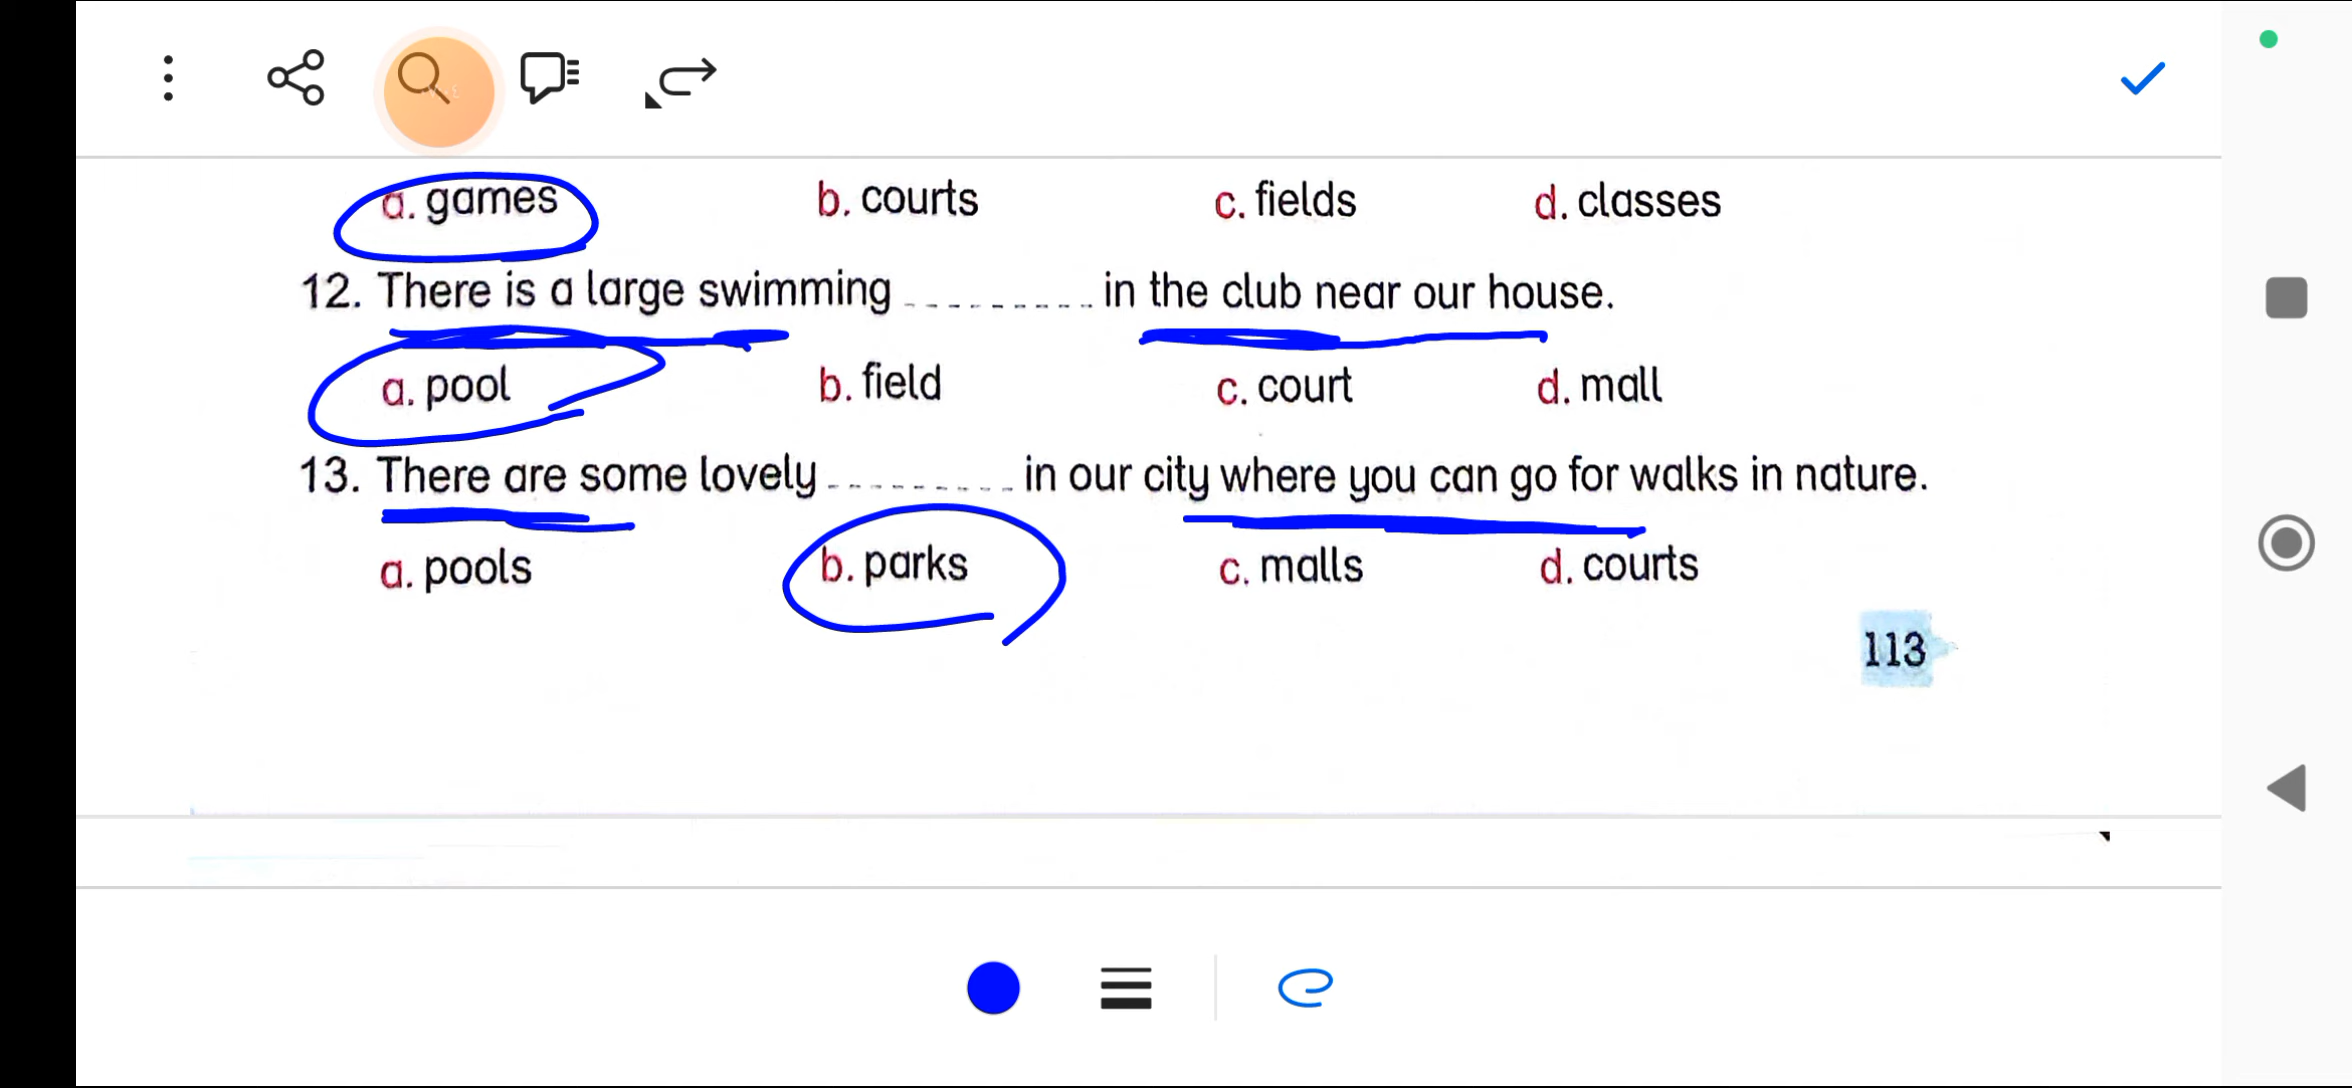 a. games b. courts c. fields d. classes
12. There is a large swimming ---------- in the club near our house.
a. pool b. field c. court d. mall
13. There are some lovely ---------- in our city where you can go for walks in nature.
a. pools b. parks c. malls d. courts
113